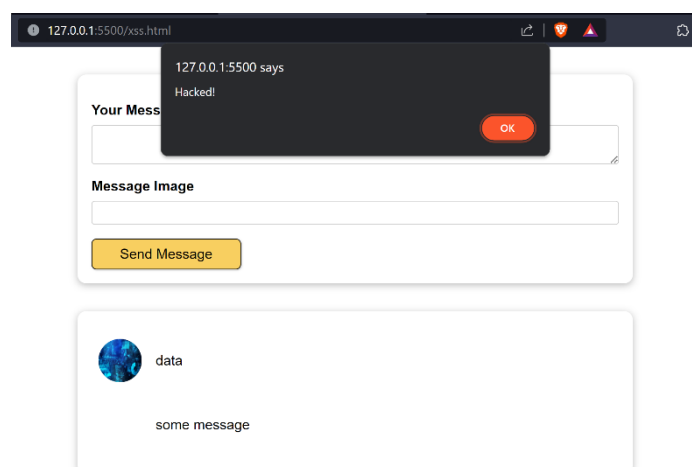 127.0.0.1:5500/xss.html
127.0.0.1:5500 says
Hacked!
OK
Your Mess
Message Image
Send Message
data
some message